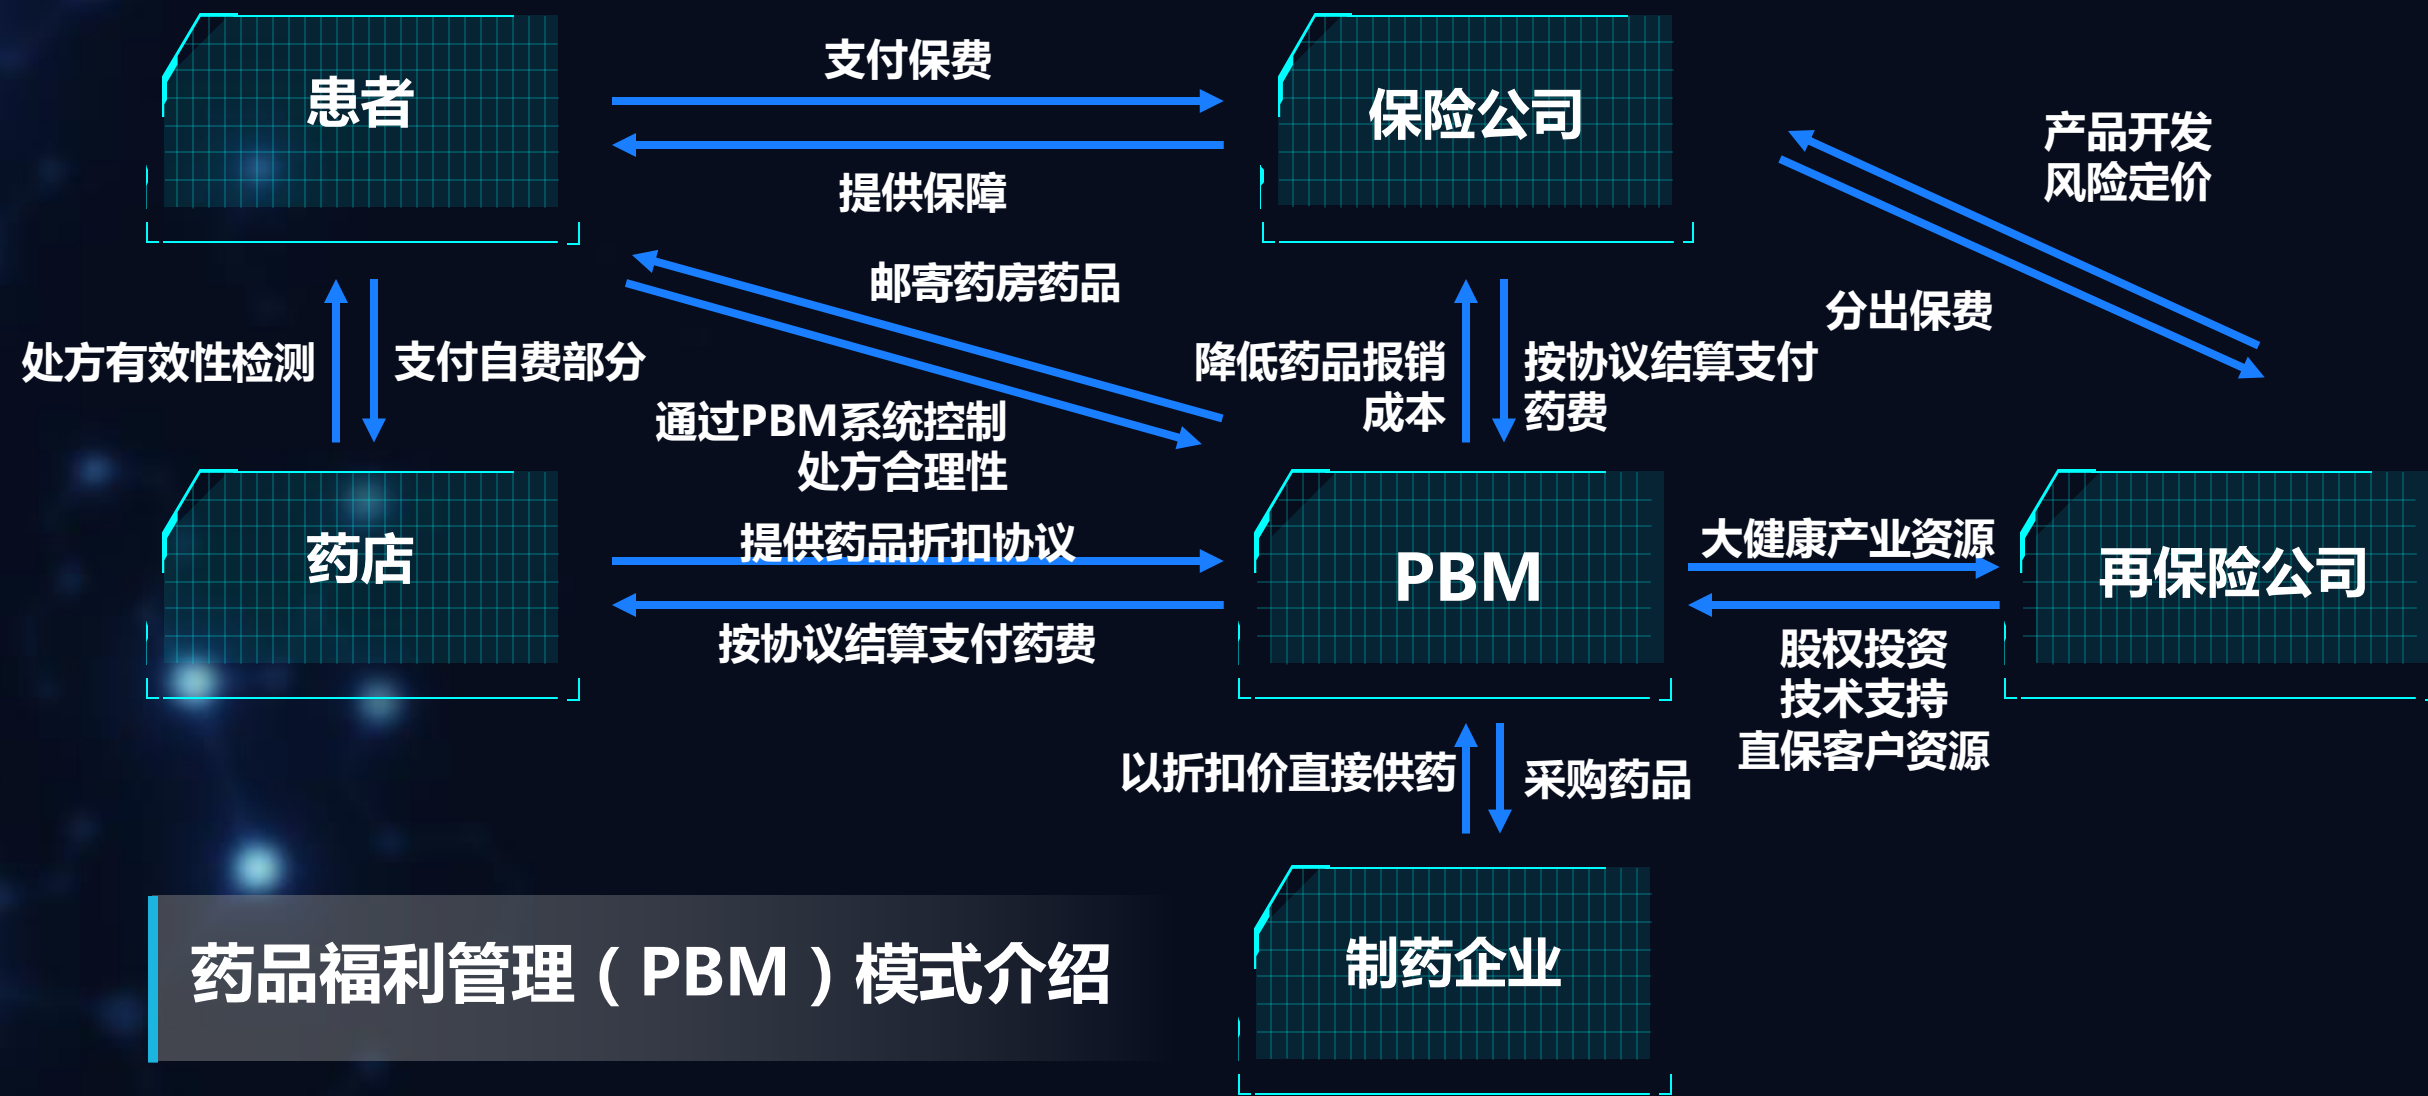 患者
支付保费
保险公司
提供保障
产品开发
风险定价
邮寄药房药品
分出保费
处方有效性检测
支付自费部分
降低药品报销
成本
按协议结算支付
药费
通过PBM系统控制
处方合理性
药店
提供药品折扣协议
按协议结算支付药费
PBM
大健康产业资源
再保险公司
股权投资
技术支持
直保客户资源
以折扣价直接供药
采购药品
制药企业
药品福利管理（PBM）模式介绍